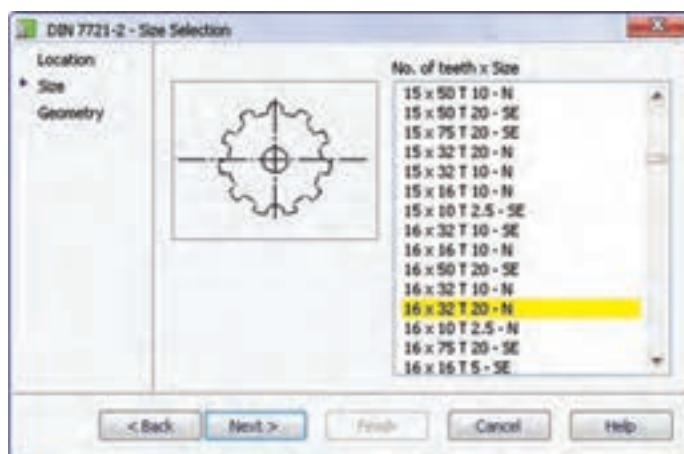 DIN 7721-2 - Size Selection
Location
Size
Geometry
No. of teeth x Size
15 x 50 T 10 - N
15 x 50 T 20 - SE
15 x 75 T 20 - SE
15 x 32 T 20 - N
15 x 32 T 10 - N
15 x 16 T 10 - N
15 x 10 T 2.5 - SE
16 x 32 T 10 - SE
16 x 16 T 10 - N
16 x 50 T 20 - SE
16 x 32 T 10 - N
16 x 32 T 20 - N
16 x 10 T 2.5 - N
16 x 75 T 20 - SE
16 x 16 T 5 - SE
< Back
Next >
Finish
Cancel
Help